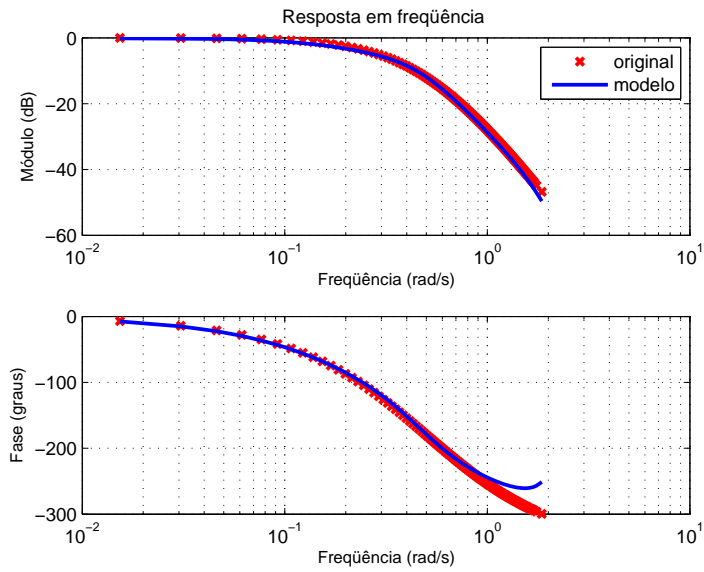 Resposta em freqüência
Módulo (dB)
0
−20
−40
−60
original
modelo
10^−2
10^−1
10^0
10^1
Freqüência (rad/s)
Fase (graus)
0
−100
−200
−300
10^−2
10^−1
10^0
10^1
Freqüência (rad/s)